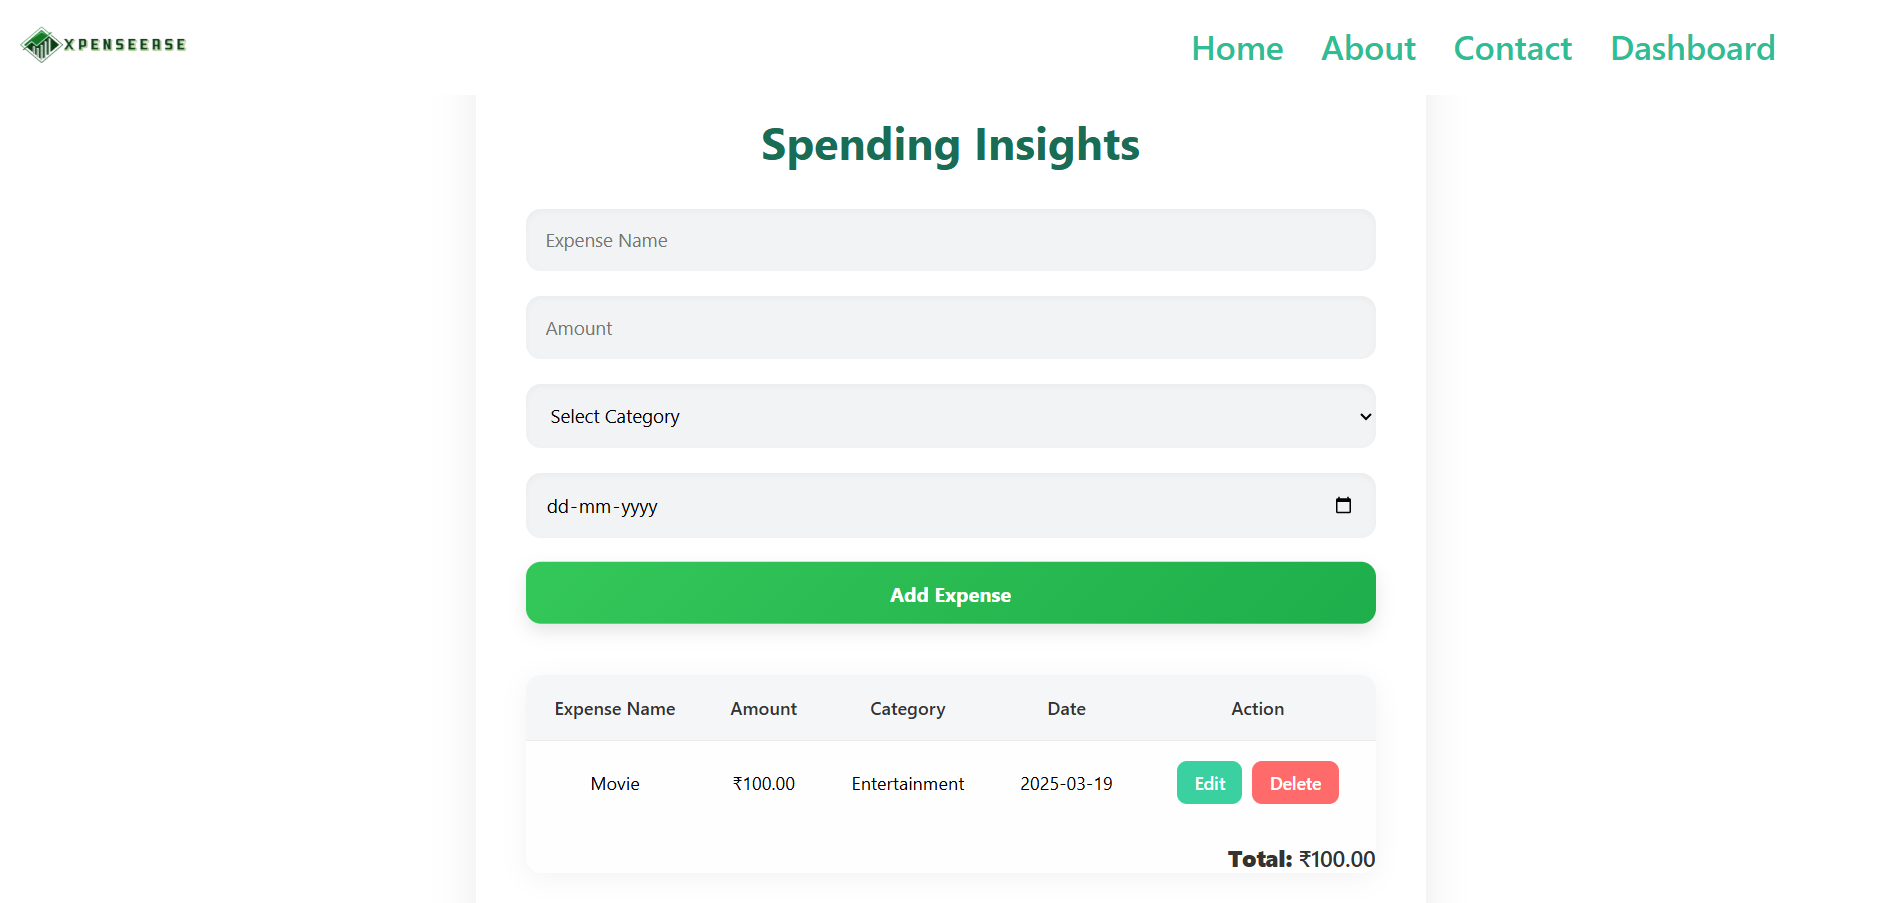 XPENSEEASE
Home About Contact Dashboard
Spending Insights
Expense Name
Amount
Select Category
dd-mm-yyyy
Add Expense
Expense Name Amount Category Date Action
Movie ₹100.00 Entertainment 2025-03-19 Edit Delete
Total: ₹100.00